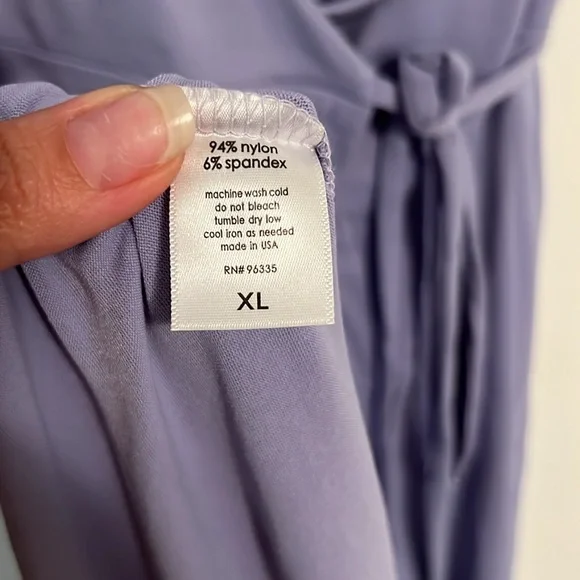 94% nylon
6% spandex
machine wash cold
do not bleach
tumble dry low
cool iron as needed
made in USA
RN# 96335
XL